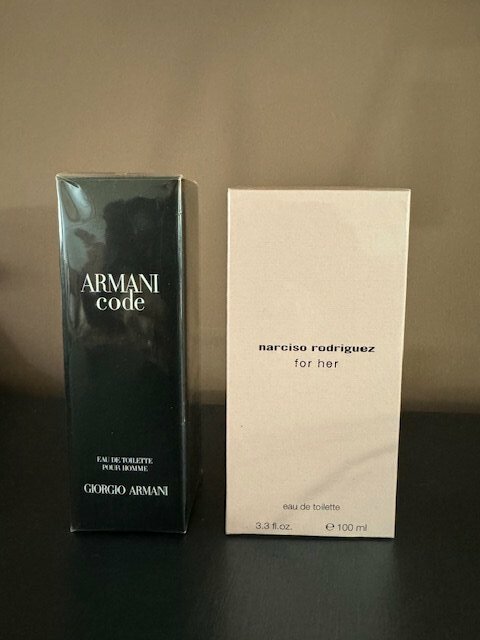 ARMANI
code
EAU DE TOILETTE
POUR HOMME
GIORGIO ARMANI
narciso rodriguez
for her
eau de toilette
3.3 fl.oz. ℮ 100 ml